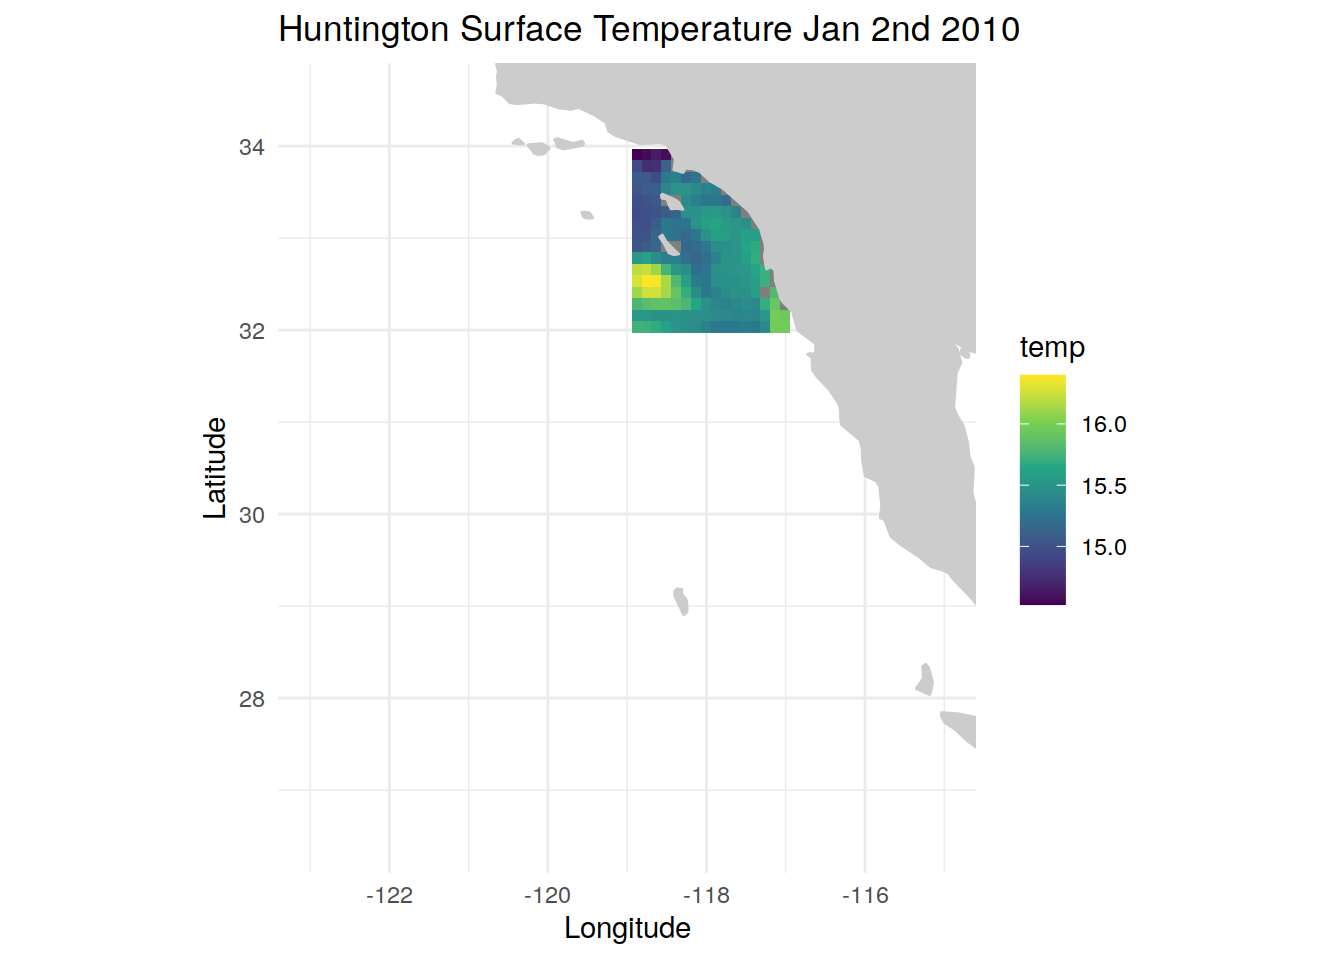 Huntington Surface Temperature Jan 2nd 2010
34
32
30
28
Latitude
-122
-120
-118
-116
Longitude
temp
16.0
15.5
15.0